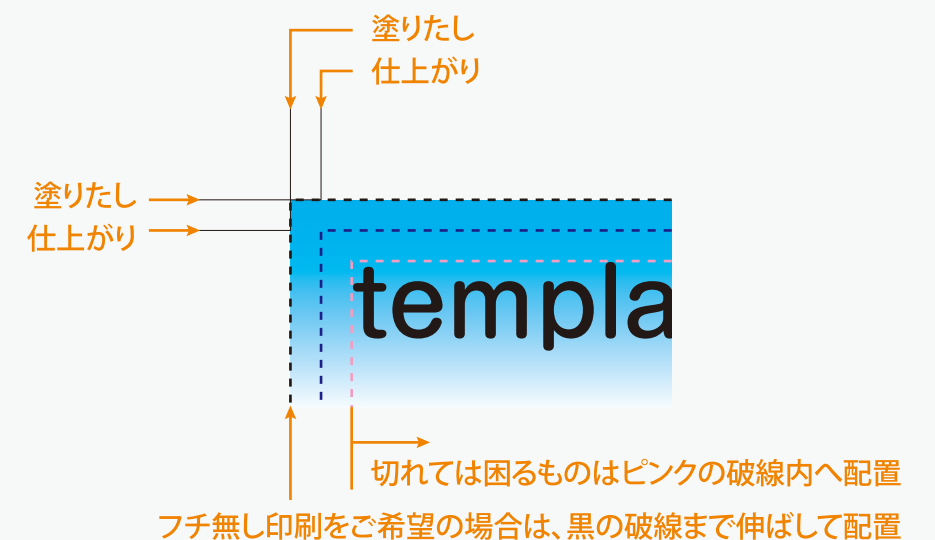 塗りたし
仕上がり
塗りたし
仕上がり
templa
切れては困るものはピンクの破線内へ配置
フチ無し印刷をご希望の場合は、黒の破線まで伸ばして配置